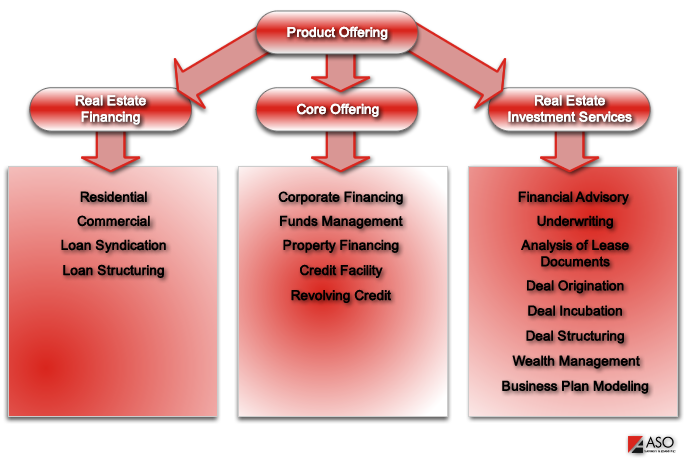 Product Offering
Real Estate
Financing
Core Offering
Real Estate
Investment Services
Residential
Commercial
Loan Syndication
Loan Structuring
Corporate Financing
Funds Management
Property Financing
Credit Facility
Revolving Credit
Financial Advisory
Underwriting
Analysis of Lease
Documents
Deal Origination
Deal Incubation
Deal Structuring
Wealth Management
Business Plan Modeling
ASO